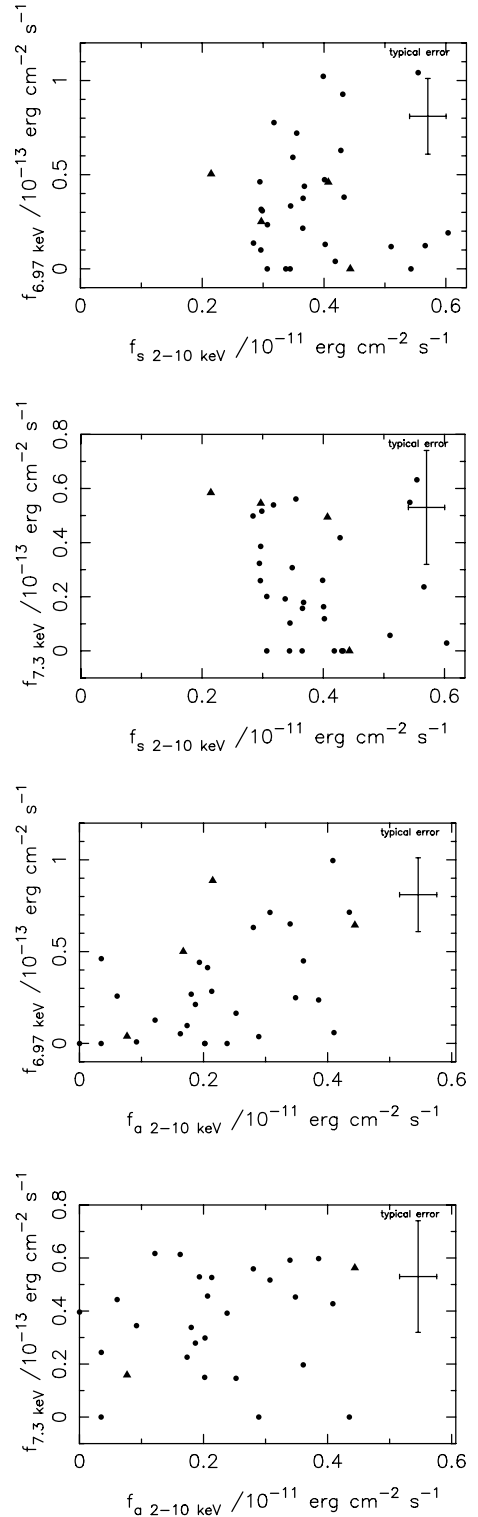 typical error
1
0.5
0
0 0.2 0.4 0.6
f6.97 keV /10−13 erg cm−2 s−1
fs 2−10 keV /10−11 erg cm−2 s−1
typical error
0.8
0.6
0.4
0.2
0
0 0.2 0.4 0.6
f7.3 keV /10−13 erg cm−2 s−1
fs 2−10 keV /10−11 erg cm−2 s−1
typical error
1
0.5
0
0 0.2 0.4 0.6
f6.97 keV /10−13 erg cm−2 s−1
fa 2−10 keV /10−11 erg cm−2 s−1
typical error
0.8
0.6
0.4
0.2
0
0 0.2 0.4 0.6
f7.3 keV /10−13 erg cm−2 s−1
fa 2−10 keV /10−11 erg cm−2 s−1